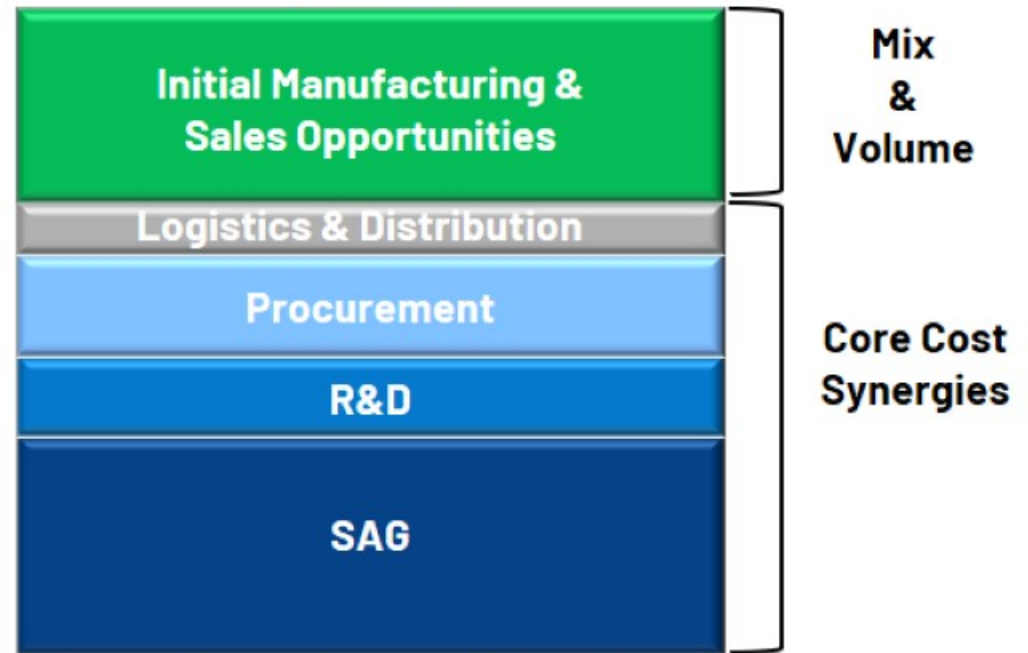 Initial Manufacturing &
Sales Opportunities
Logistics & Distribution
Procurement
R&D
SAG
Mix
&
Volume
Core Cost
Synergies